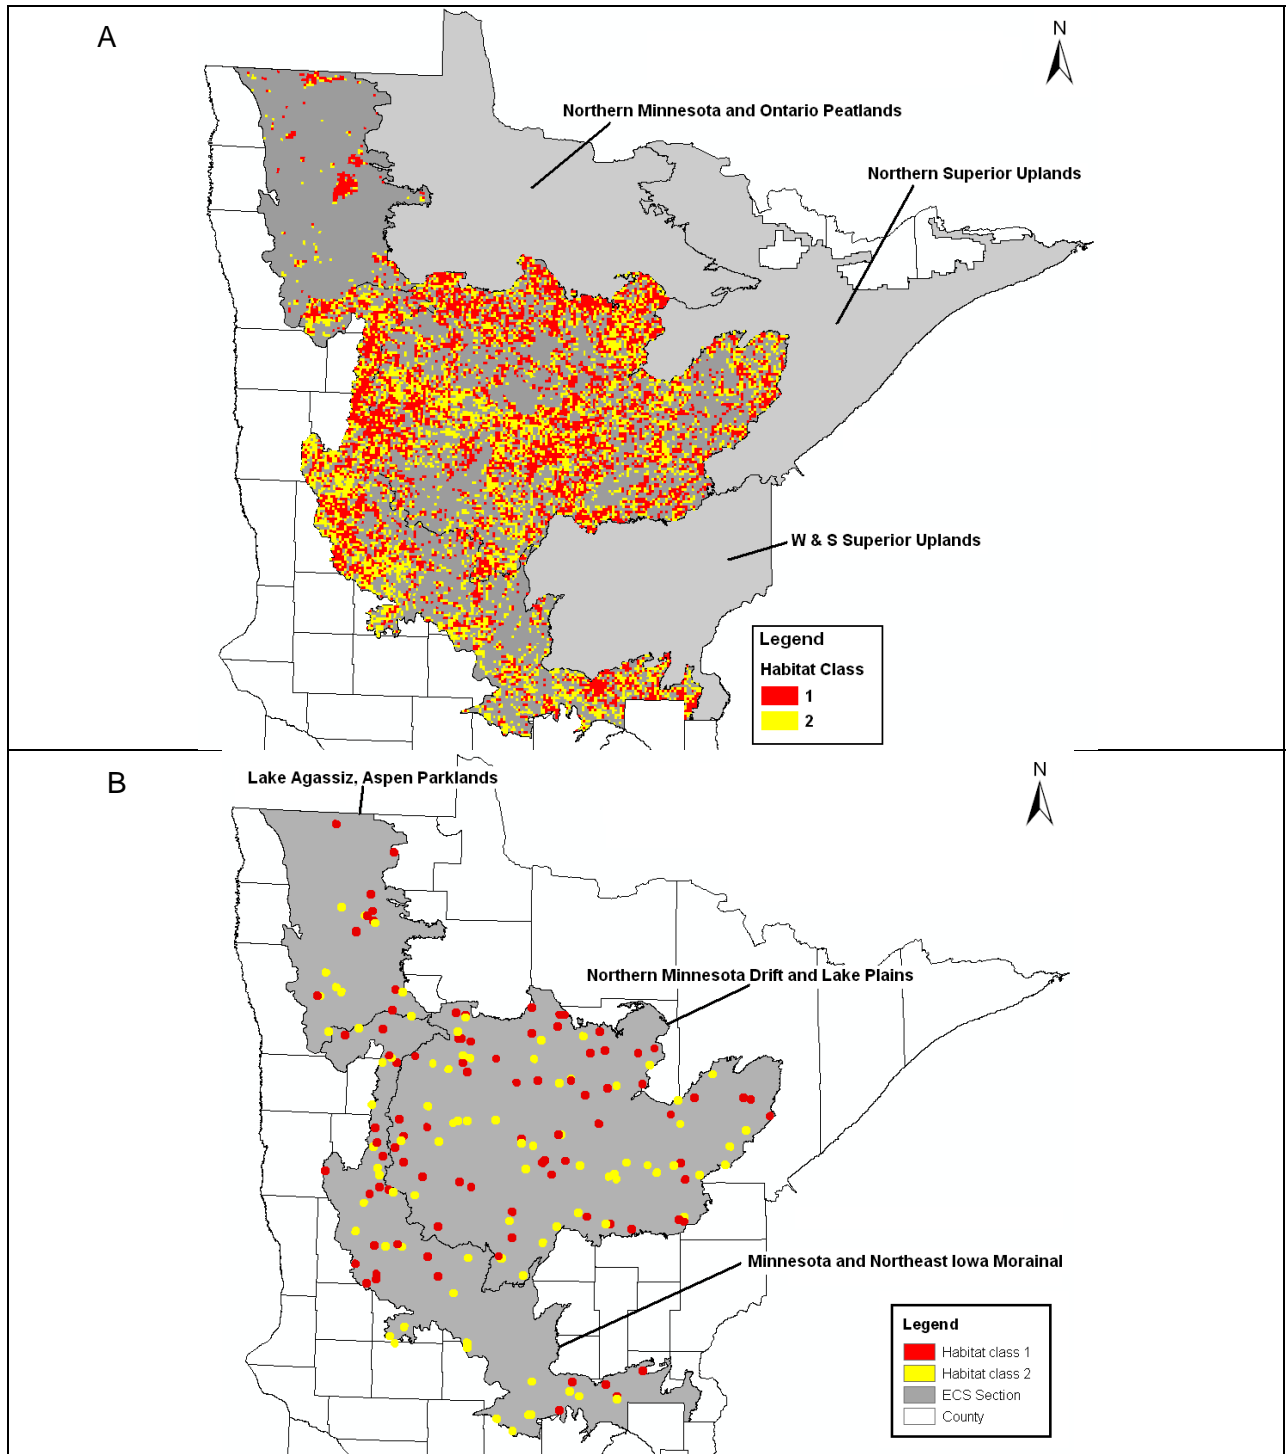 A
N
Northern Minnesota and Ontario Peatlands
Northern Superior Uplands
W & S Superior Uplands
Legend
Habitat Class
1
2
B
Lake Agassiz, Aspen Parklands
N
Northern Minnesota Drift and Lake Plains
Minnesota and Northeast Iowa Morainal
Legend
Habitat class 1
Habitat class 2
ECS Section
County